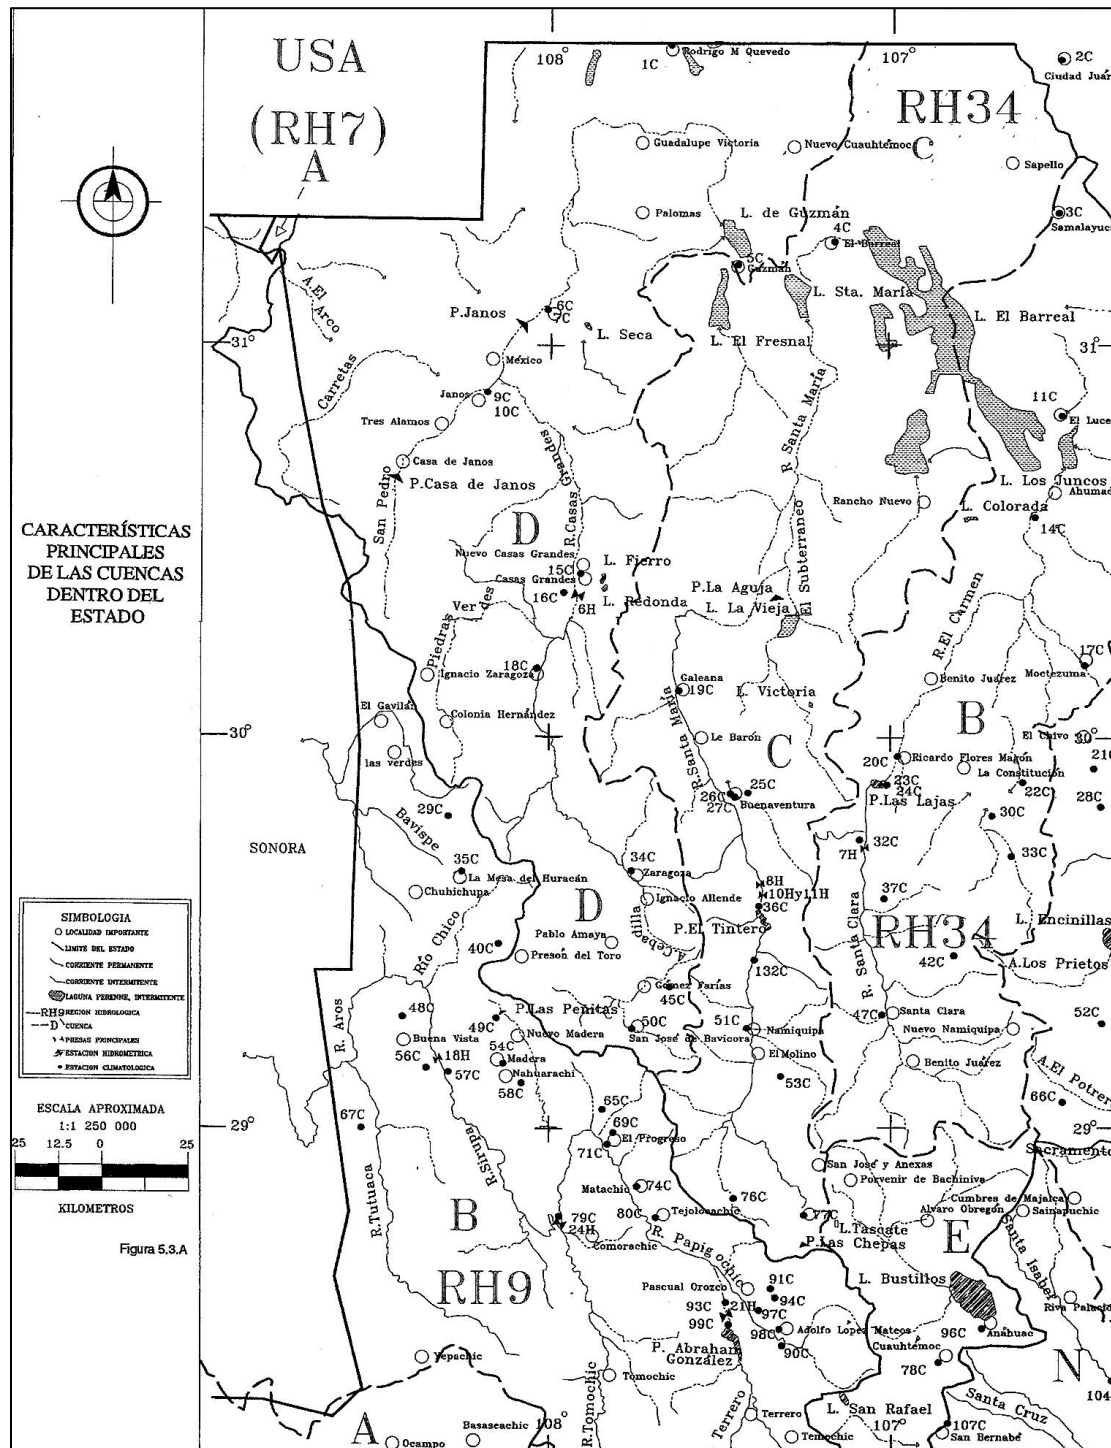 USA
(RH7)
A
108°
107°
Rodrigo M Quevedo
1C
2C
RH34
C
Guadalupe Victoria
Nuevo Cuauhtémoc
Sapello
Palomas
L. de Guzmán
4C
El Barreal
3C
Samalayuca
5C
Guzmán
A.El Arco
P.Janos
6C
7C
L. Seca
L. Sta. María
L. El Fresnal
L. El Barreal
31°
31°
México
Carretas
Janos
9C
10C
Tres Alamos
R Santa María
11C
Casa de Janos
P.Casa de Janos
San Pedro
R.Casas Grandes
L. Los Juncos
Rancho Nuevo
L. Colorada
14C
CARACTERÍSTICAS
PRINCIPALES
DE LAS CUENCAS
DENTRO DEL
ESTADO
D
El Subterraneo
Nuevo Casas Grandes
L. Fierro
15C
Casas Grandes
16C
6H
L. Redonda
P.La Aguja
L. La Vieja
Piedras Verdes
R.El Carmen
18C
Ignacio Zaragoza
17C
Moctezuma
Galeana
19C
Benito Juárez
L. Victoria
El Gavilán
Colonia Hernández
R.Santa María
B
30°
Le Barón
C
El Chivo
30°
las verdes
20C
Ricardo Flores Magón
La Constitución
23C
24C
22C
P.Las Lajas
25C
26C
27C
Buenaventura
28C
29C
30C
Bavispe
SONORA
7H
32C
33C
34C
Zaragoza
35C
La Mesa del Huracán
Chuhichupa
8H
10Hy11H
36C
37C
Ignacio Allende
SIMBOLOGIA
LOCALIDAD IMPORTANTE
LIMITE DEL ESTADO
CORRIENTE PERMANENTE
CORRIENTE INTERMITENTE
LAGUNA PERENNE, INTERMITENTE
RH9 REGION HIDROLOGICA
D CUENCA
PRESAS PRINCIPALES
ESTACION HIDROMETRICA
ESTACION CLIMATOLOGICA
D
P.El Tintero
R. Santa Clara
RH34
L. Encinillas
Río Chico
Pablo Amaya
A.Cebadilla
40C
Preson del Toro
42C
A.Los Prietos
132C
Gómez Farías
45C
R. Aros
P.Las Penitas
48C
49C
50C
San José de Bavicora
51C
Namiquipa
47C
Santa Clara
Nuevo Namiquipa
52C
Buena Vista
Nuevo Madera
54C
Madera
56C
18H
57C
Nahuarachi
58C
El Molino
53C
Benito Juárez
A.El Potrero
ESCALA APROXIMADA
1:1 250 000
25 12.5 0 25
KILOMETROS
Figura 5,3.A
65C
66C
67C
69C
El Progreso
71C
29°
29°
Sacramento
R.Sirupa
R.Tutuaca
San José y Anexas
Porvenir de Bachiniva
Matachic
74C
76C
Cumbres de Majalca
Sainapuchic
Alvaro Obregón
B
79C
24H
80C
Tejolocachic
77C
L.Tascate
P.Las Chepas
E
Santa Isabel
Comorachic
R. Papigochic
RH9
Pascual Orozco
91C
94C
L. Bustillos
Riva Palacio
93C
21H
97C
99C
98C
Adolfo López Mateos
90C
96C
Anáhuac
Cuauhtémoc
78C
P. Abraham
González
Yepachic
Tomochic
N
R.Tomochic
Terrero
Terrero
L. San Rafael
Santa Cruz
A
Basaseachic
Ocampo
108°
107°
107C
San Bernabé
Temochic